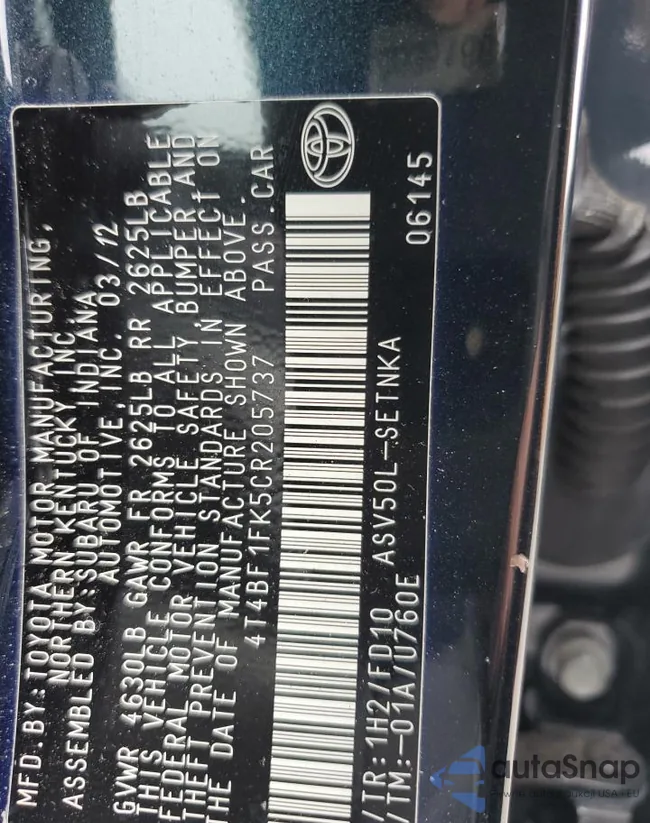 MFD. BY: TOYOTA MOTOR MANUFACTURING,
NORTHERN KENTUCKY INC
ASSEMBLED BY: SUBARU OF INDIANA
AUTOMOTIVE, INC. 03/12
GVWR 4630LB GAWR FR 2625LB RR 2625LB
THIS VEHICLE CONFORMS TO ALL APPLICABLE
FEDERAL MOTOR VEHICLE SAFETY, BUMPER AND
THEFT PREVENTION STANDARDS IN EFFECT ON
THE DATE OF MANUFACTURE SHOWN ABOVE.
4T4BF1FK5CR205737 PASS. CAR
/TR: 1H2/FD10 ASV50L-SETNKA
/TM: -01A/U760E
06145
autoSnap